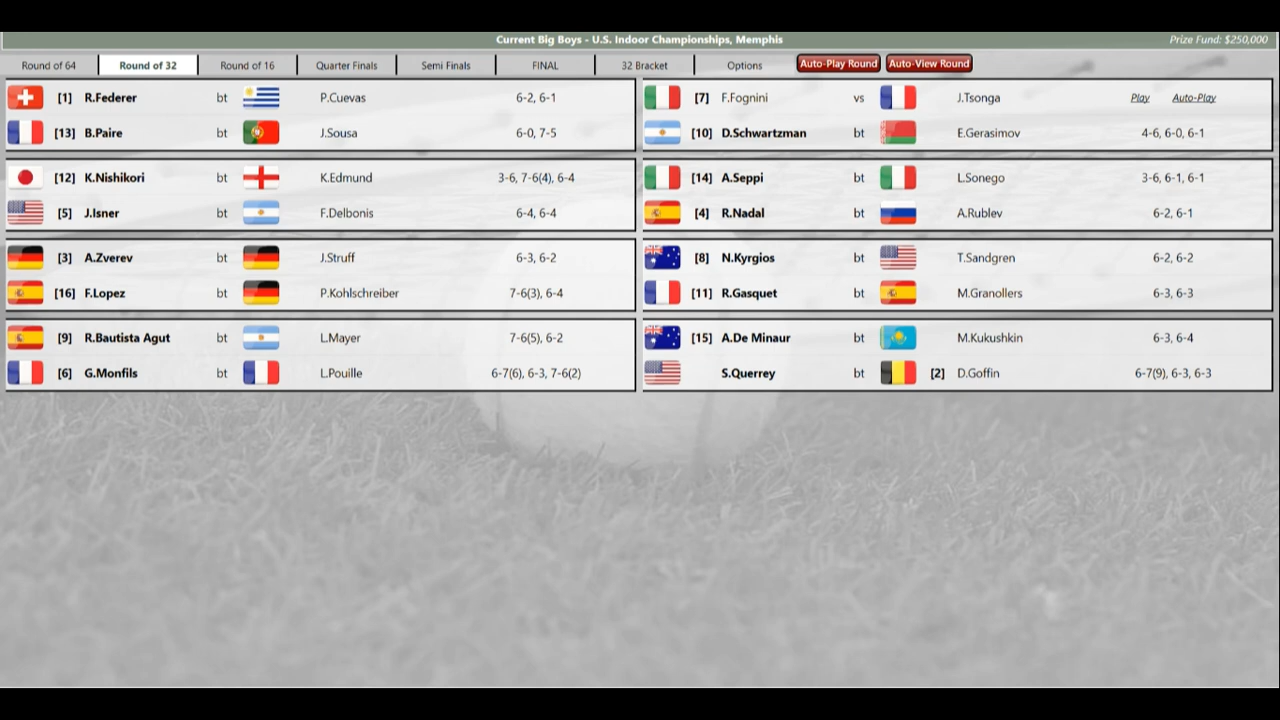 Current Big Boys - U.S. Indoor Championships, Memphis
Prize Fund: $250,000
Round of 64 Round of 32 Round of 16 Quarter Finals Semi Finals FINAL 32 Bracket Options Auto-Play Round Auto-View Round
[1] R.Federer bt P.Cuevas 6-2, 6-1
[13] B.Paire bt J.Sousa 6-0, 7-5
[12] K.Nishikori bt K.Edmund 3-6, 7-6(4), 6-4
[5] J.Isner bt F.Delbonis 6-4, 6-4
[3] A.Zverev bt J.Struff 6-3, 6-2
[16] F.Lopez bt P.Kohlschreiber 7-6(3), 6-4
[9] R.Bautista Agut bt L.Mayer 7-6(5), 6-2
[6] G.Monfils bt L.Pouille 6-7(6), 6-3, 7-6(2)
[7] F.Fognini vs J.Tsonga Play Auto-Play
[10] D.Schwartzman bt E.Gerasimov 4-6, 6-0, 6-1
[14] A.Seppi bt L.Sonego 3-6, 6-1, 6-1
[4] R.Nadal bt A.Rublev 6-2, 6-1
[8] N.Kyrgios bt T.Sandgren 6-2, 6-2
[11] R.Gasquet bt M.Granollers 6-3, 6-3
[15] A.De Minaur bt M.Kukushkin 6-3, 6-4
S.Querrey bt [2] D.Goffin 6-7(9), 6-3, 6-3